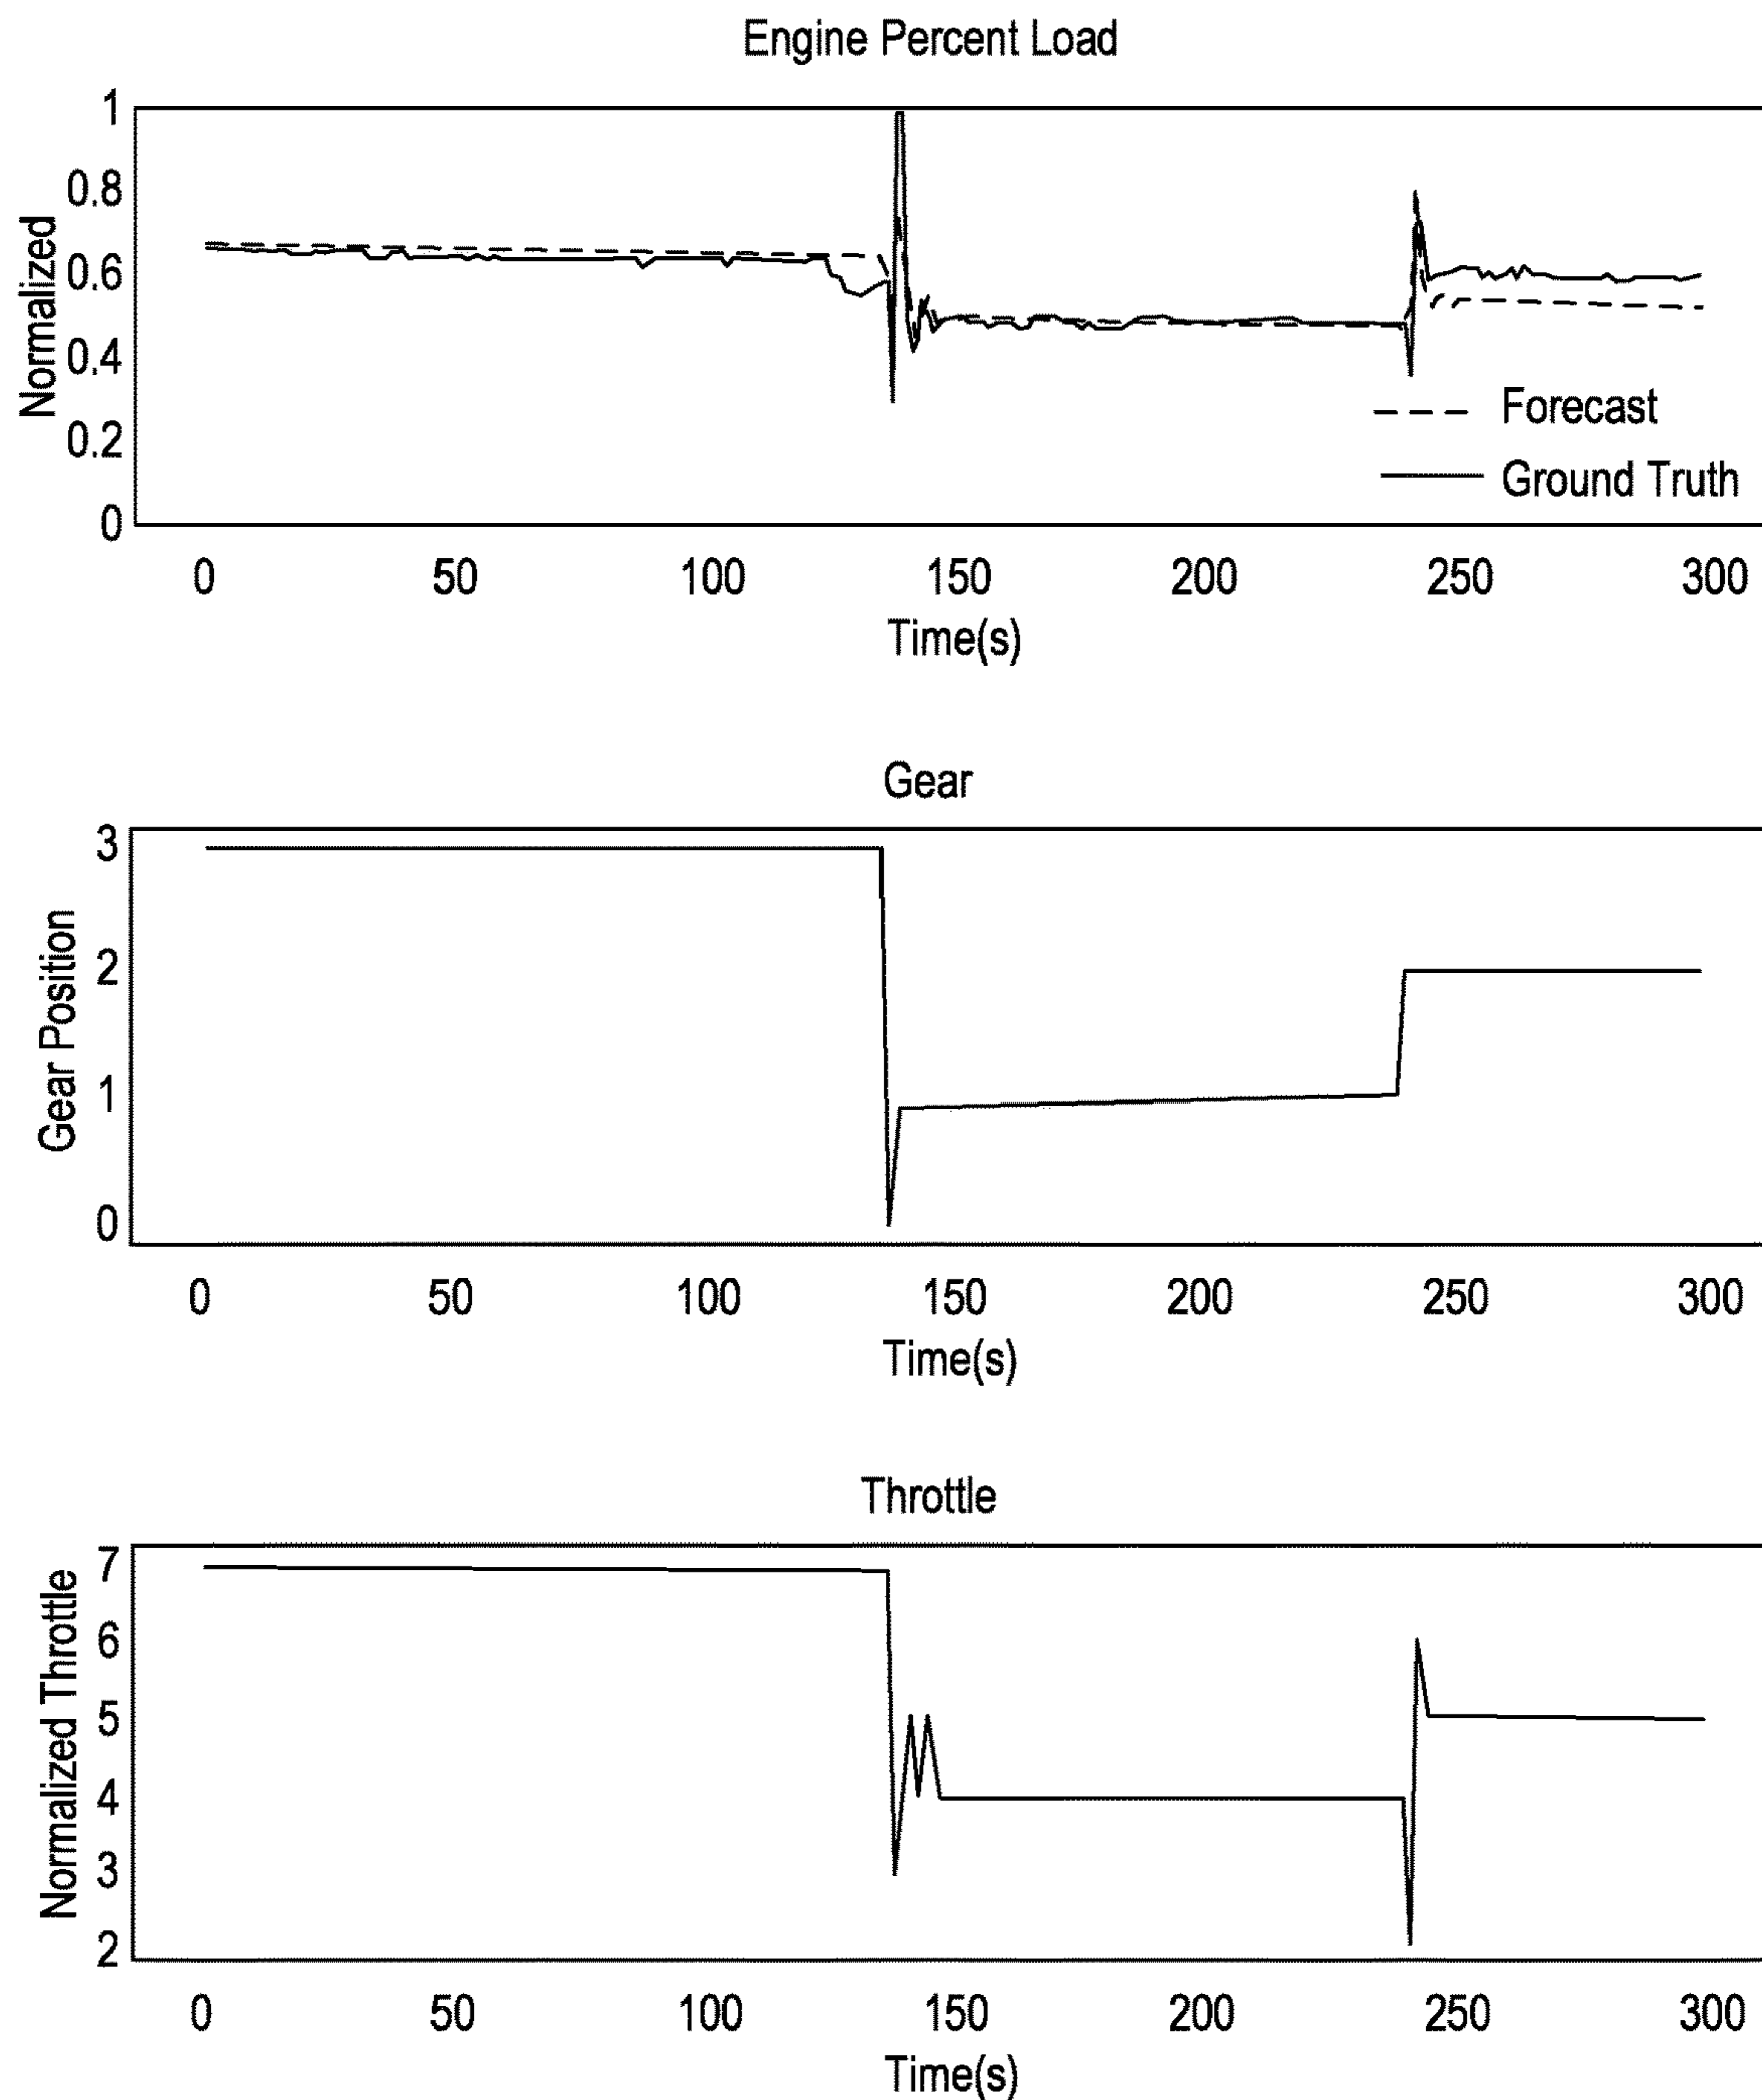 Engine Percent Load
1
0.8
0.6
0.4
0.2
0
Normalized
Forecast
Ground Truth
0 50 100 150 200 250 300
Time(s)
Gear
3
2
1
0
Gear Position
0 50 100 150 200 250 300
Time(s)
Throttle
7
6
5
4
3
2
Normalized Throttle
0 50 100 150 200 250 300
Time(s)